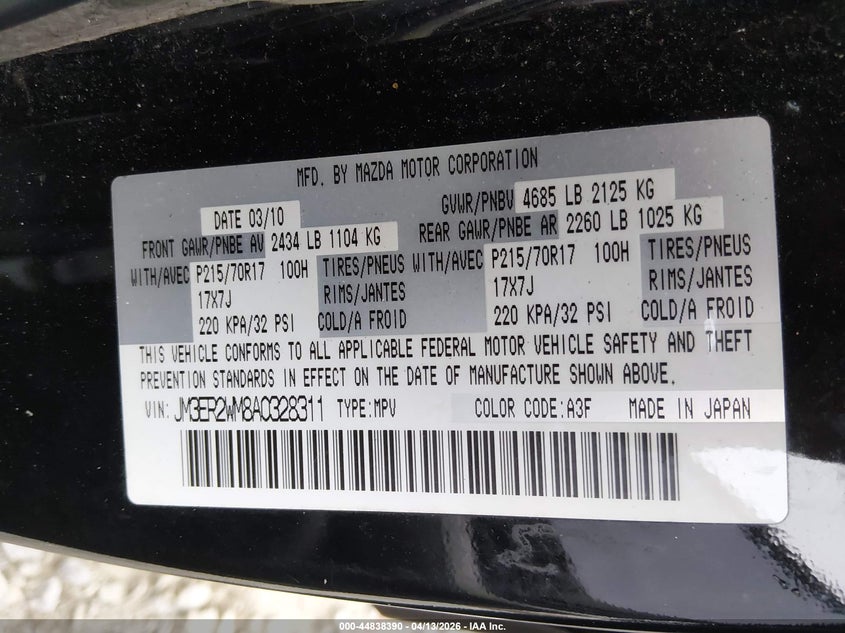 MFD. BY MAZDA MOTOR CORPORATION
DATE 03/10 GVWR/PNBV 4685 LB 2125 KG
FRONT GAWR/PNBE AV 2434 LB 1104 KG REAR GAWR/PNBE AR 2260 LB 1025 KG
WITH/AVEC P215/70R17 100H TIRES/PNEUS WITH/AVEC P215/70R17 100H TIRES/PNEUS
17X7J RIMS/JANTES 17X7J RIMS/JANTES
220 KPA/32 PSI COLD/A FROID 220 KPA/32 PSI COLD/A FROID
THIS VEHICLE CONFORMS TO ALL APPLICABLE FEDERAL MOTOR VEHICLE SAFETY AND THEFT
PREVENTION STANDARDS IN EFFECT ON THE DATE OF MANUFACTURE SHOWN ABOVE.
VIN: JM3ER2WM8A0328311 TYPE:MPV COLOR CODE:A3F MADE IN JAPAN
000-44838390 - 04/13/2026 - IAA Inc.